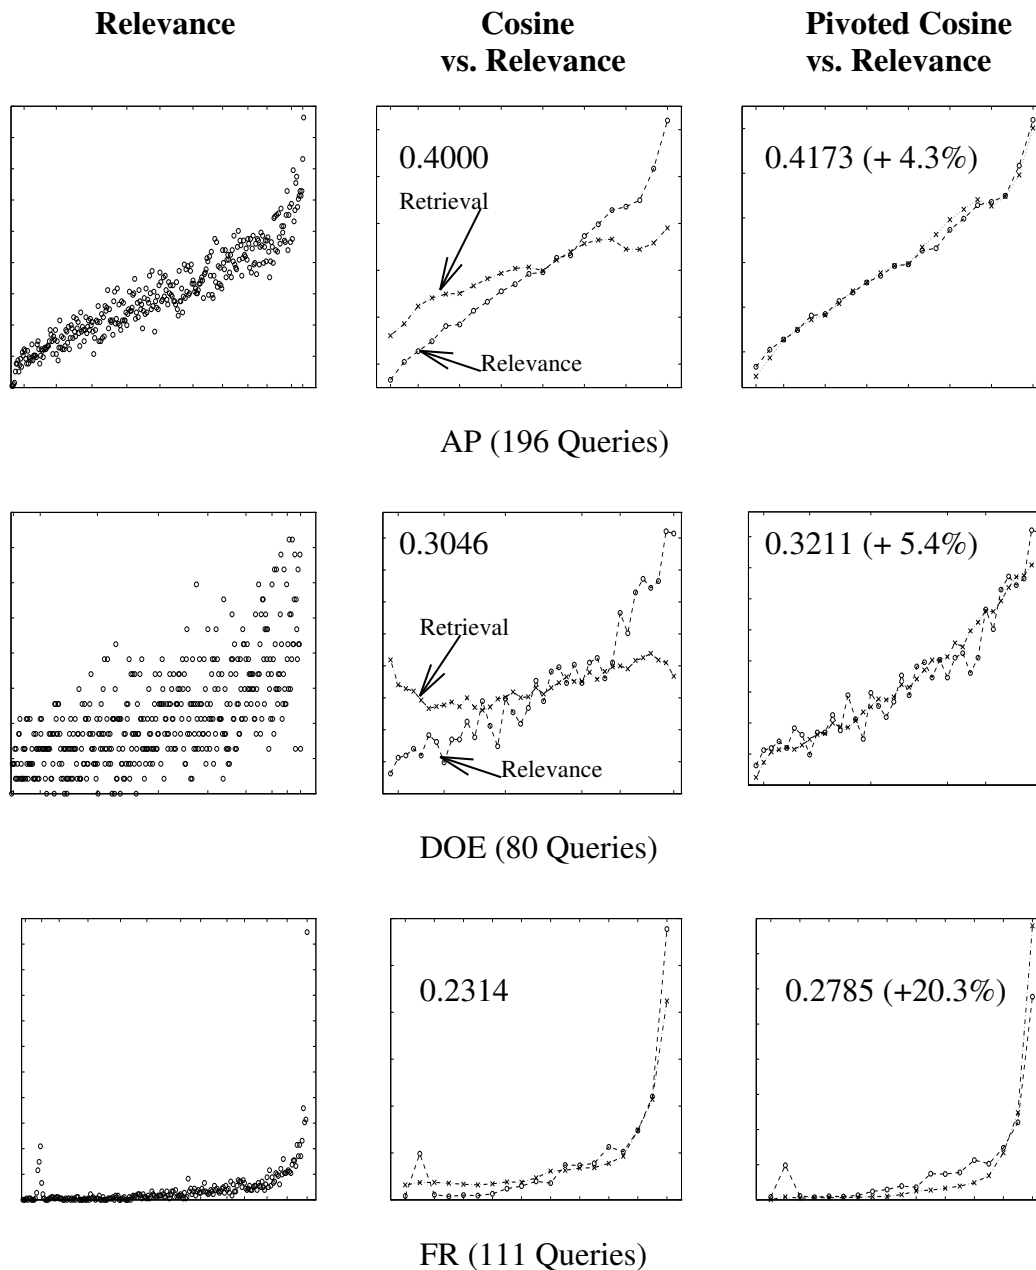 Relevance
Cosine
vs. Relevance
Pivoted Cosine
vs. Relevance
0.4000
Retrieval
Relevance
0.4173 (+ 4.3%)
AP (196 Queries)
0.3046
Retrieval
Relevance
0.3211 (+ 5.4%)
DOE (80 Queries)
0.2314
0.2785 (+20.3%)
FR (111 Queries)